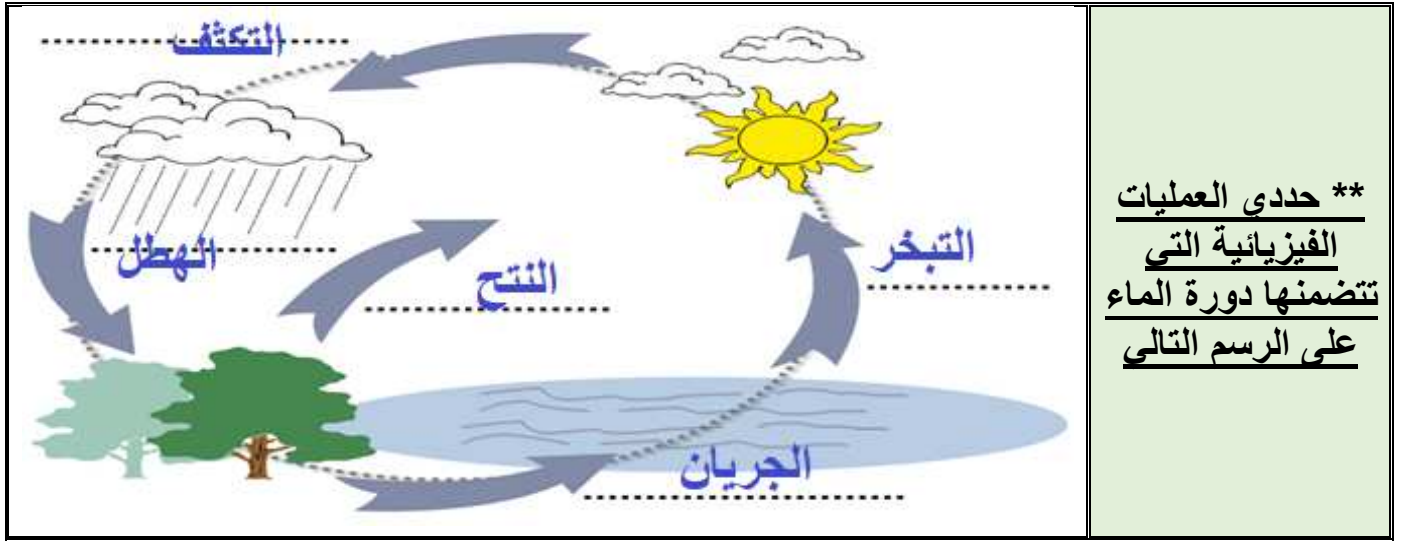 ** حددي العمليات
الفيزيائية التي
تتضمنها دورة الماء
على الرسم التالي
التكثف
الهطل
النتح
التبخر
الجريان